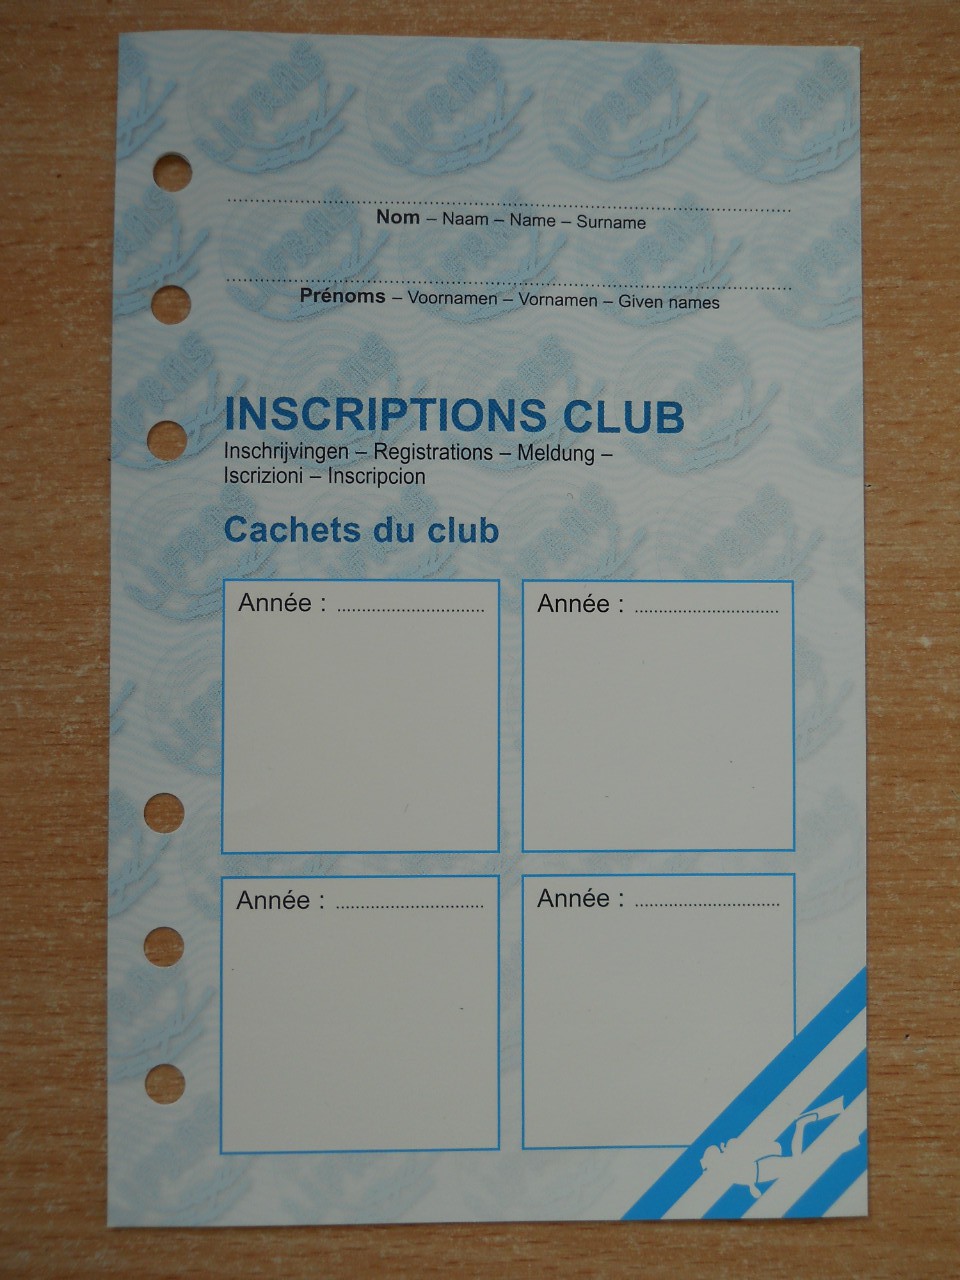 Nom – Naam – Name – Surname
Prénoms – Voornamen – Vornamen – Given names
INSCRIPTIONS CLUB
Inschrijvingen – Registrations – Meldung –
Iscrizioni – Inscripcion
Cachets du club
Année : ..............................
Année : ..............................
Année : ..............................
Année : ..............................
LIFRAS